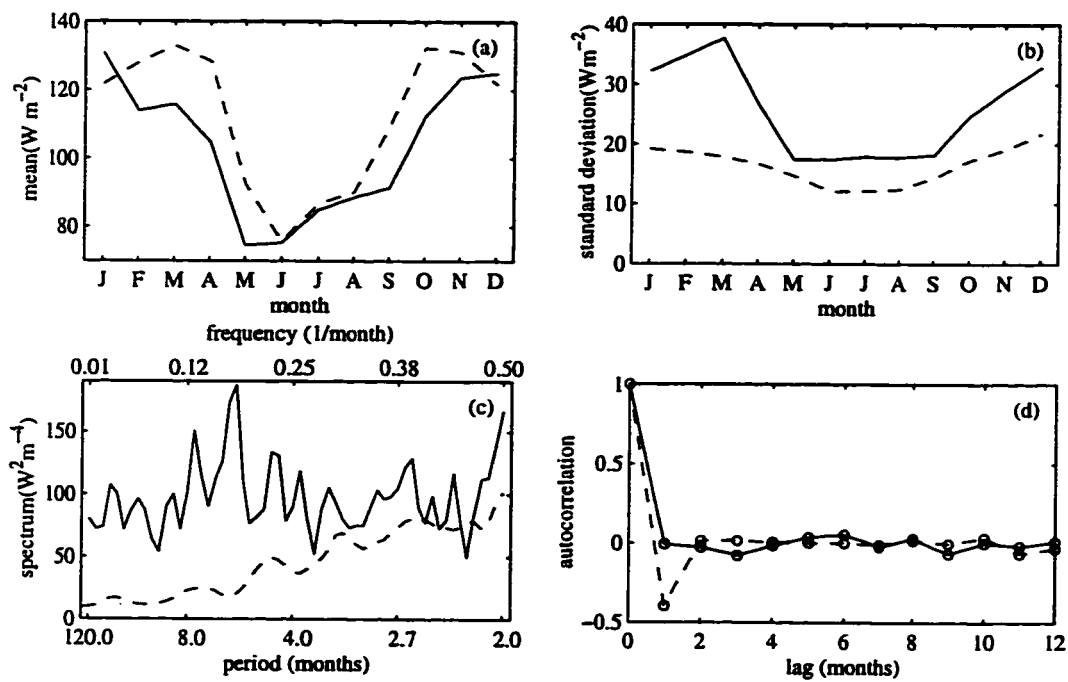 (a)
mean(W m−2)
140
120
100
80
J F M A M J J A S O N D
month
(b)
standard deviation(Wm−2)
40
30
20
10
0
J F M A M J J A S O N D
month
frequency (1/month)
0.01 0.12 0.25 0.38 0.50
(c)
spectrum(W2m−4)
150
100
50
0
120.0 8.0 4.0 2.7 2.0
period (months)
(d)
autocorrelation
1
0.5
0
-0.5
0 2 4 6 8 10 12
lag (months)